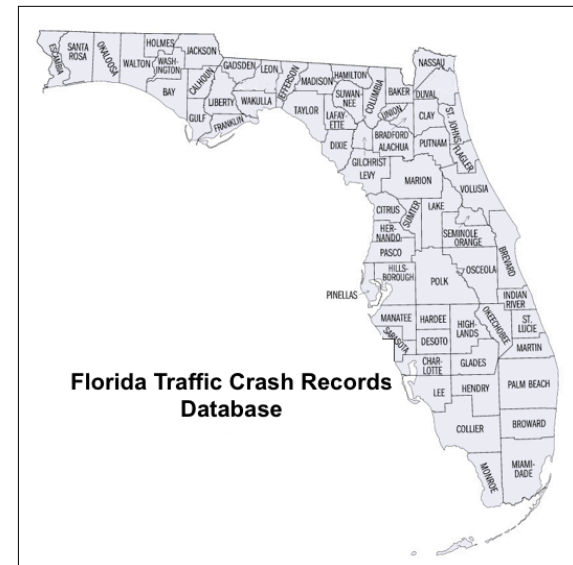 ESCAMBIA
SANTA
ROSA
OKALOOSA
WALTON
HOLMES
WASH-
INGTON
JACKSON
BAY
CALHOUN
GULF
GADSDEN
LIBERTY
FRANKLIN
LEON
WAKULLA
JEFFERSON
MADISON
TAYLOR
HAMILTON
SUWAN-
NEE
LAFAY-
ETTE
DIXIE
COLUMBIA
GILCHRIST
LEVY
BAKER
UNION
BRADFORD
ALACHUA
NASSAU
DUVAL
CLAY
ST. JOHNS
PUTNAM
FLAGLER
MARION
VOLUSIA
CITRUS
SUMTER
LAKE
HER-
NANDO
SEMINOLE
ORANGE
PASCO
BREVARD
HILLS-
BOROUGH
POLK
OSCEOLA
PINELLAS
INDIAN
RIVER
MANATEE
HARDEE
HIGH-
LANDS
OKEECHOBEE
ST.
LUCIE
SARASOTA
DESOTO
MARTIN
CHAR-
LOTTE
GLADES
LEE
HENDRY
PALM BEACH
COLLIER
BROWARD
MONROE
MIAMI-
DADE
Florida Traffic Crash Records
Database